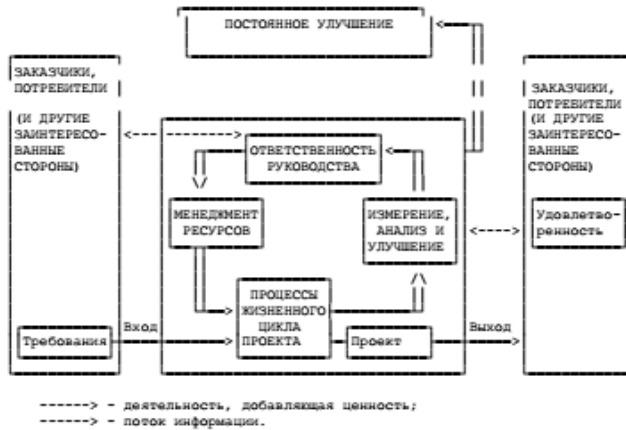 ПОСТОЯННОЕ УЛУЧШЕНИЕ
ЗАКАЗЧИКИ,
ПОТРЕБИТЕЛИ
(И ДРУГИЕ
ЗАИНТЕРЕСО-
ВАННЫЕ
СТОРОНЫ)
ЗАКАЗЧИКИ,
ПОТРЕБИТЕЛИ
(И ДРУГИЕ
ЗАИНТЕРЕСО-
ВАННЫЕ
СТОРОНЫ)
ОТВЕТСТВЕННОСТЬ
РУКОВОДСТВА
МЕНЕДЖМЕНТ
РЕСУРСОВ
ИЗМЕРЕНИЕ,
АНАЛИЗ И
УЛУЧШЕНИЕ
Удовлетво-
ренность
ПРОЦЕССЫ
ЖИЗНЕННОГО
ЦИКЛА
ПРОЕКТА
Требования
Вход
Проект
Выход
------> - деятельность, добавляющая ценность;
------> - поток информации.